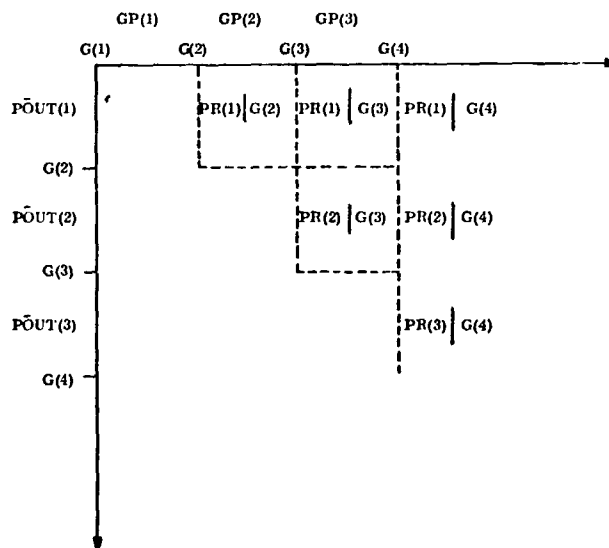 GP(1) GP(2) GP(3)
G(1) G(2) G(3) G(4)
PŌUT(1) PR(1) | G(2) PR(1) | G(3) PR(1) | G(4)
G(2)
PŌUT(2) PR(2) | G(3) PR(2) | G(4)
G(3)
PŌUT(3) PR(3) | G(4)
G(4)